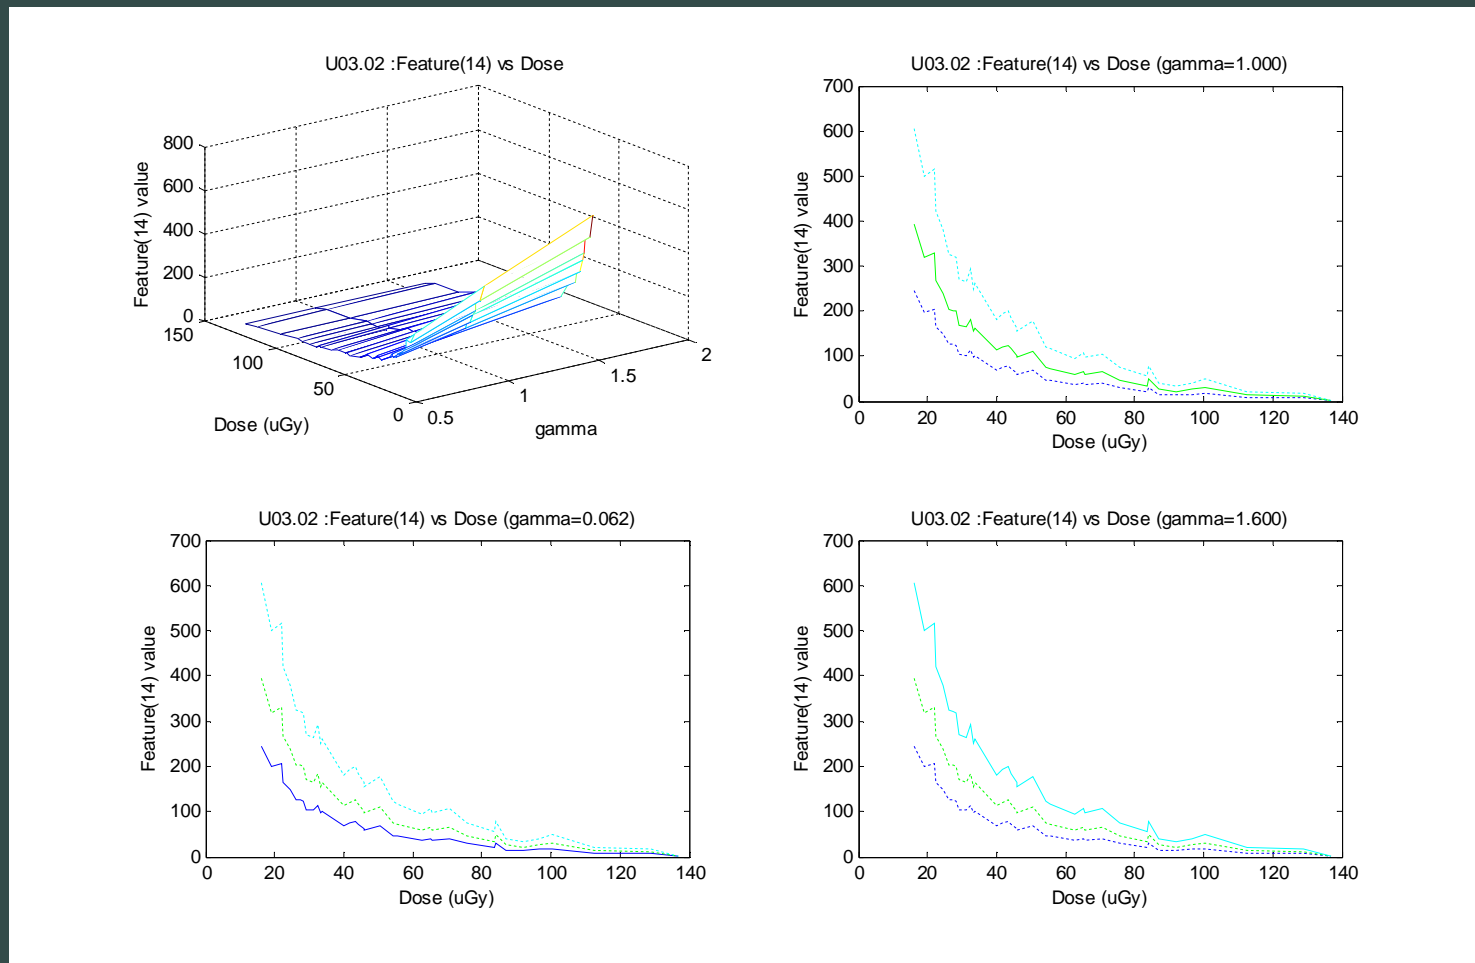 U03.02 :Feature(14) vs Dose
800
600
400
200
0
Feature(14) value
150
100
50
0
Dose (uGy)
0.5
1
1.5
2
gamma
U03.02 :Feature(14) vs Dose (gamma=1.000)
700
600
500
400
300
200
100
0
Feature(14) value
0 20 40 60 80 100 120 140
Dose (uGy)
U03.02 :Feature(14) vs Dose (gamma=0.062)
700
600
500
400
300
200
100
0
Feature(14) value
0 20 40 60 80 100 120 140
Dose (uGy)
U03.02 :Feature(14) vs Dose (gamma=1.600)
700
600
500
400
300
200
100
0
Feature(14) value
0 20 40 60 80 100 120 140
Dose (uGy)